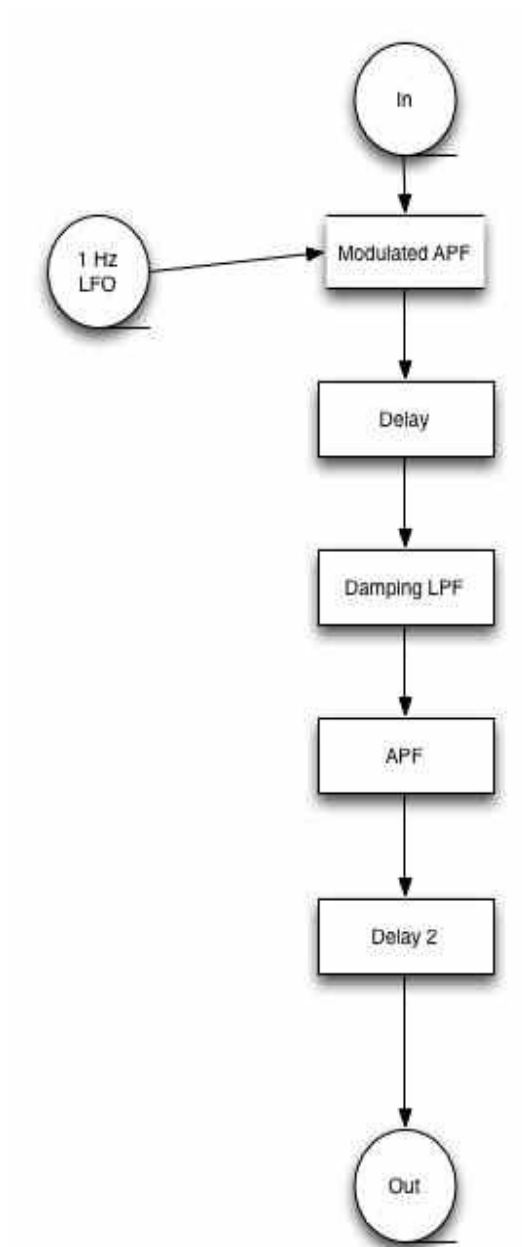 In
1 Hz
LFO
Modulated APF
Delay
Damping LPF
APF
Delay 2
Out